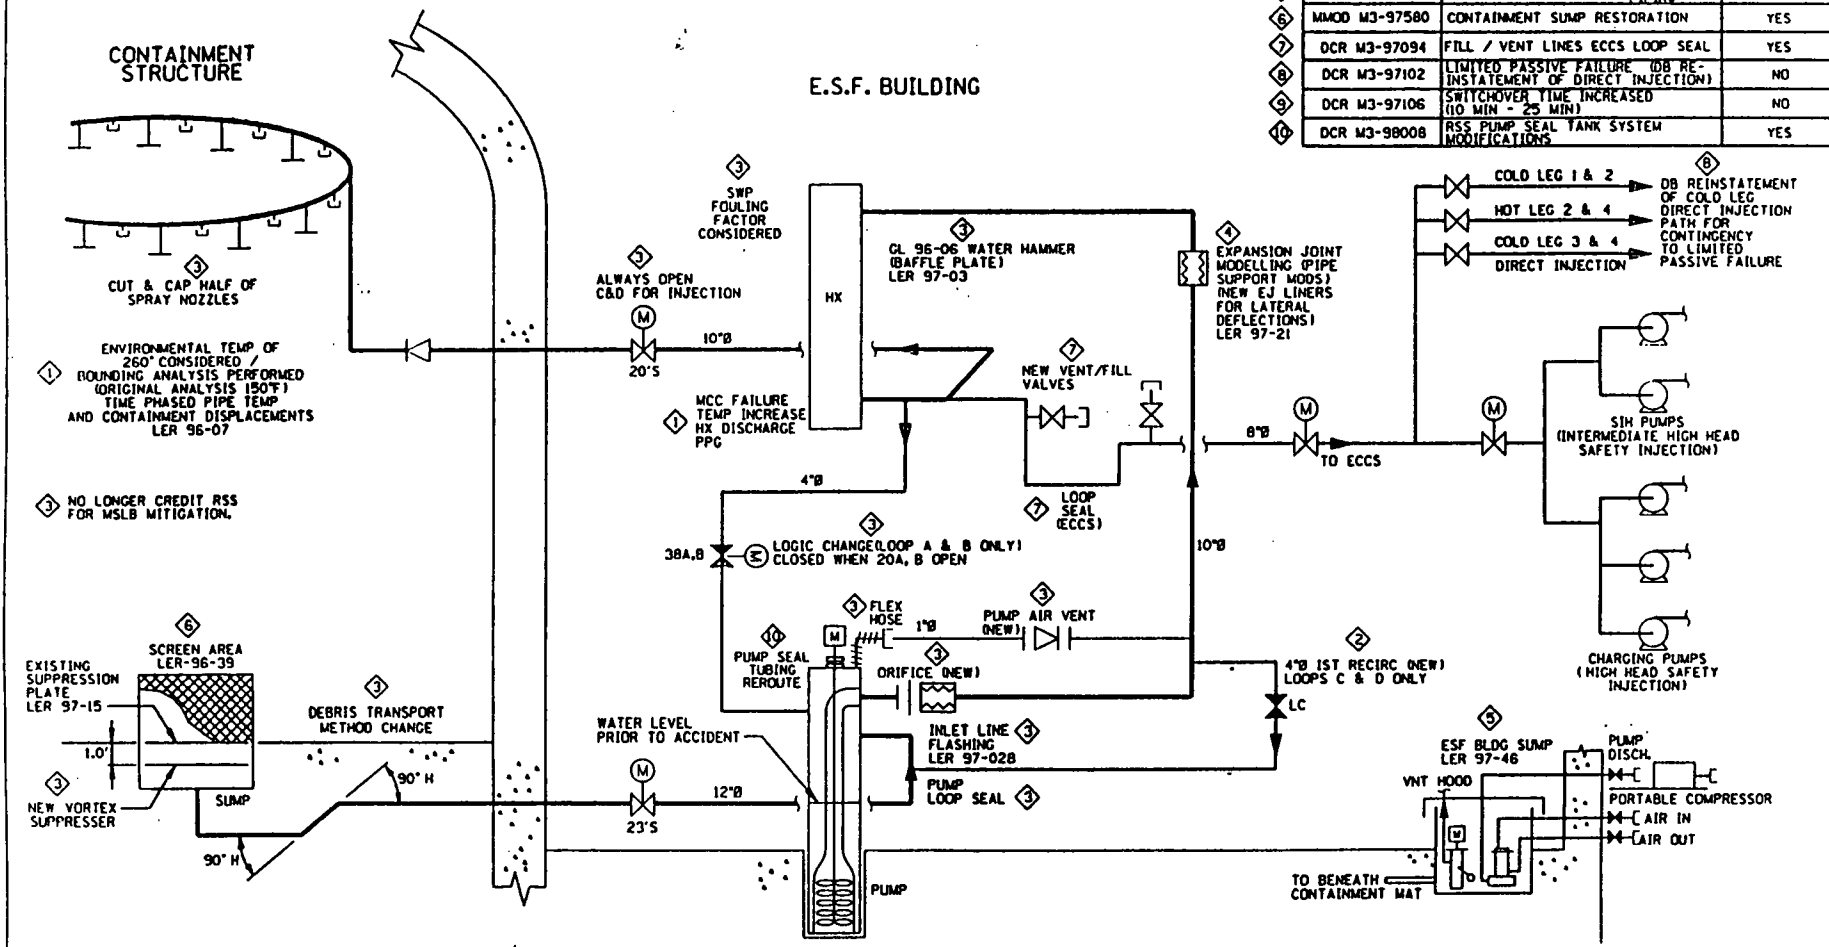 6 MMOD M3-97580 CONTAINMENT SUMP RESTORATION YES
7 DCR M3-97094 FILL / VENT LINES ECCS LOOP SEAL YES
8 DCR M3-97102 LIMITED PASSIVE FAILURE (DB RE-
INSTATEMENT OF DIRECT INJECTION) NO
9 DCR M3-97106 SWITCHOVER TIME INCREASED
(10 MIN - 25 MIN) NO
10 DCR M3-98008 RSS PUMP SEAL TANK SYSTEM
MODIFICATIONS YES
CONTAINMENT
STRUCTURE
E.S.F. BUILDING
3
CUT & CAP HALF OF
SPRAY NOZZLES
1
ENVIRONMENTAL TEMP OF
260° CONSIDERED /
BOUNDING ANALYSIS PERFORMED
(ORIGINAL ANALYSIS 150°F)
TIME PHASED PIPE TEMP
AND CONTAINMENT DISPLACEMENTS
LER 96-07
3
NO LONGER CREDIT RSS
FOR MSLB MITIGATION.
3
SWP
FOULING
FACTOR
CONSIDERED
3
ALWAYS OPEN
C&D FOR INJECTION
M
20'S
10"Ø
HX
3
GL 96-06 WATER HAMMER
(BAFFLE PLATE)
LER 97-03
4
EXPANSION JOINT
MODELLING (PIPE
SUPPORT MODS)
(NEW EJ LINERS
FOR LATERAL
DEFLECTIONS)
LER 97-21
COLD LEG 1 & 2
HOT LEG 2 & 4
COLD LEG 3 & 4
DIRECT INJECTION
8
DB REINSTATEMENT
OF COLD LEG
DIRECT INJECTION
PATH FOR
CONTINGENCY
TO LIMITED
PASSIVE FAILURE
1
MCC FAILURE
TEMP INCREASE
HX DISCHARGE
PPG
7
NEW VENT/FILL
VALVES
8"Ø
M
TO ECCS
M
SIH PUMPS
(INTERMEDIATE HIGH HEAD
SAFETY INJECTION)
4"Ø
7
LOOP
SEAL
(ECCS)
10"Ø
38A,B
M
3
LOGIC CHANGE(LOOP A & B ONLY)
CLOSED WHEN 20A, B OPEN
CHARGING PUMPS
(HIGH HEAD SAFETY
INJECTION)
3
FLEX
HOSE
1"Ø
3
PUMP AIR VENT
(NEW)
10
PUMP SEAL
TUBING
REROUTE
M
3
ORIFICE (NEW)
2
4"Ø IST RECIRC (NEW)
LOOPS C & D ONLY
LC
6
SCREEN AREA
LER-96-39
EXISTING
SUPPRESSION
PLATE
LER 97-15
1.0'
3
NEW VORTEX
SUPPRESSER
SUMP
3
DEBRIS TRANSPORT
METHOD CHANGE
90° H
90° H
WATER LEVEL
PRIOR TO ACCIDENT
M
23'S
12"Ø
INLET LINE
FLASHING
LER 97-028
3
PUMP
LOOP SEAL
3
PUMP
5
ESF BLDG SUMP
LER 97-46
VNT HOOD
M
TO BENEATH
CONTAINMENT MAT
PUMP
DISCH.
PORTABLE COMPRESSOR
AIR IN
AIR OUT